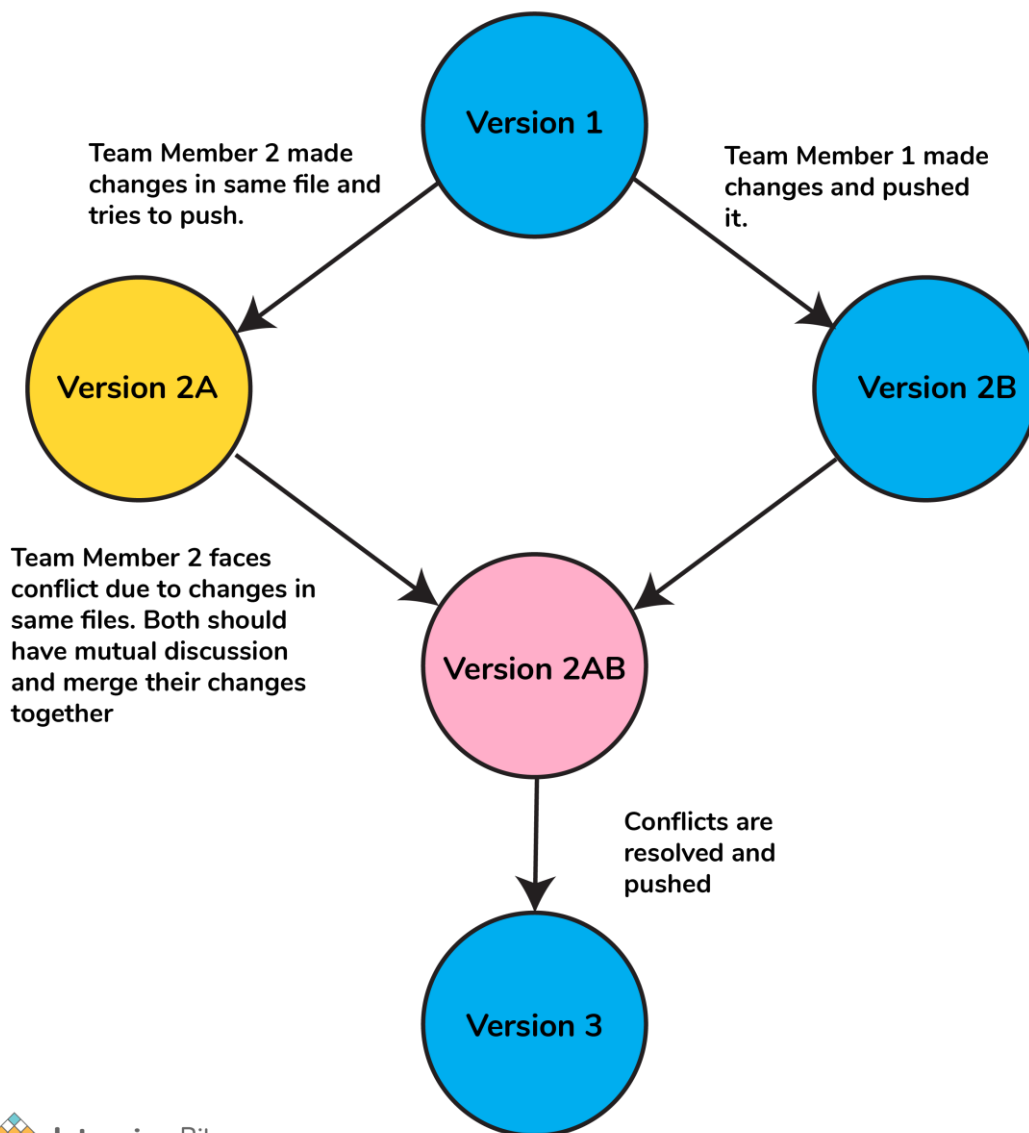 Version 1
Team Member 2 made
changes in same file and
tries to push.
Team Member 1 made
changes and pushed
it.
Version 2A
Version 2B
Team Member 2 faces
conflict due to changes in
same files. Both should
have mutual discussion
and merge their changes
together
Version 2AB
Conflicts are
resolved and
pushed
Version 3